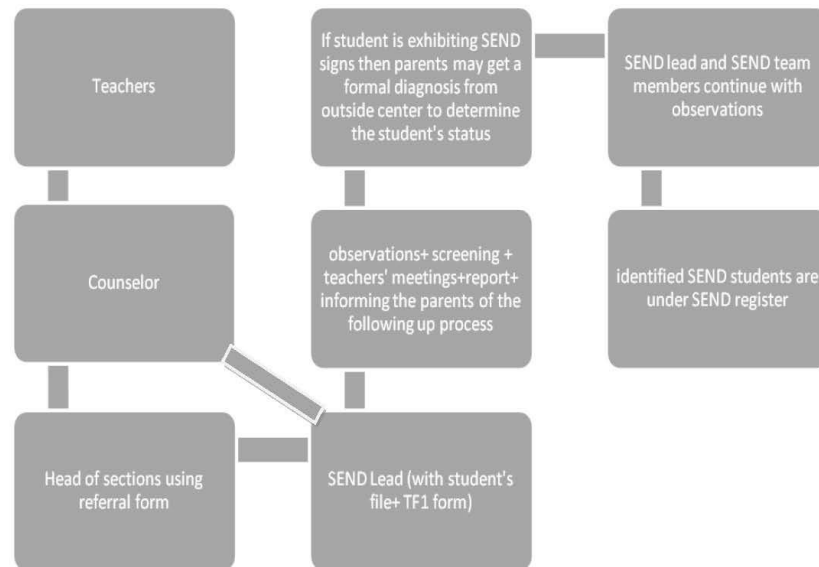 Teachers
Counselor
Head of sections using
referral form
SEND Lead (with student's
file+ TF1 form)
observations+ screening +
teachers' meetings+report+
informing the parents of the
following up process
If student is exhibiting SEND
signs then parents may get a
formal diagnosis from
outside center to determine
the student's status
SEND lead and SEND team
members continue with
observations
identified SEND students are
under SEND register